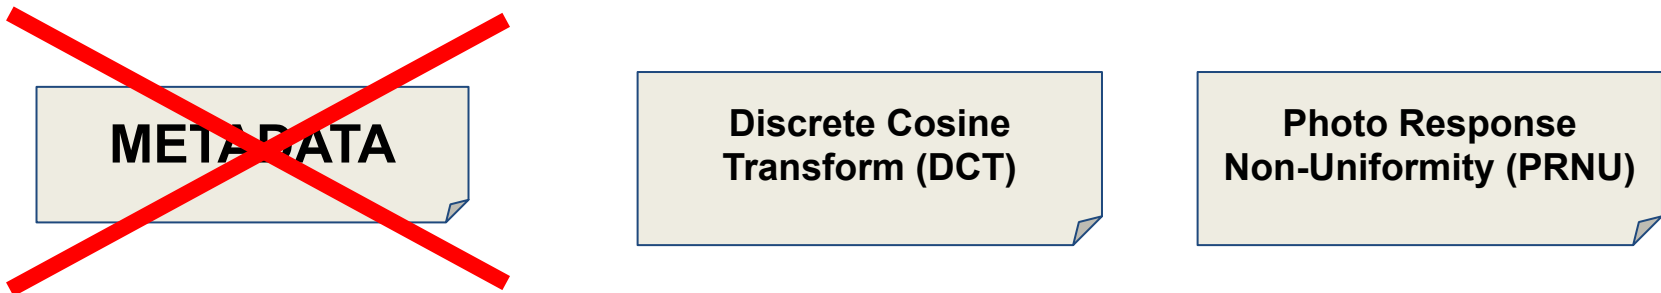 METADATA
Discrete Cosine
Transform (DCT)
Photo Response
Non-Uniformity (PRNU)